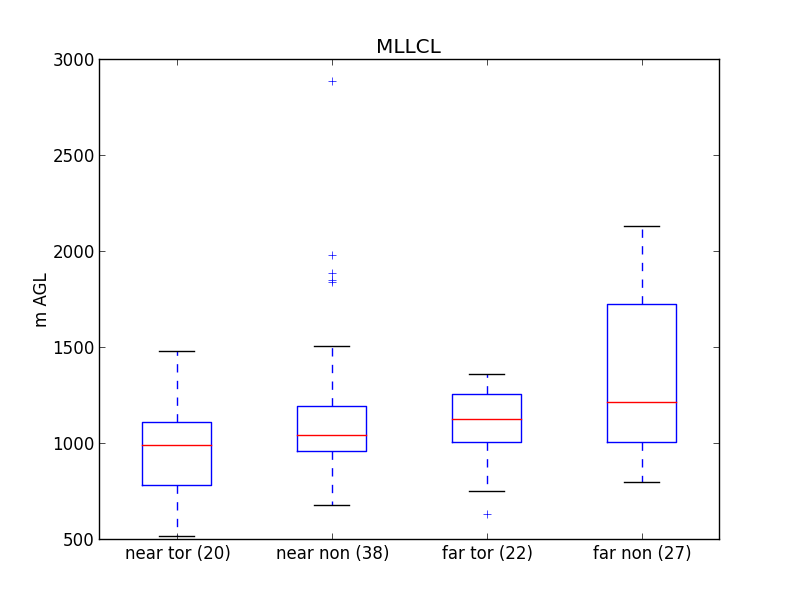 MLLCL
3000
2500
2000
1500
1000
500
m AGL
near tor (20)
near non (38)
far tor (22)
far non (27)